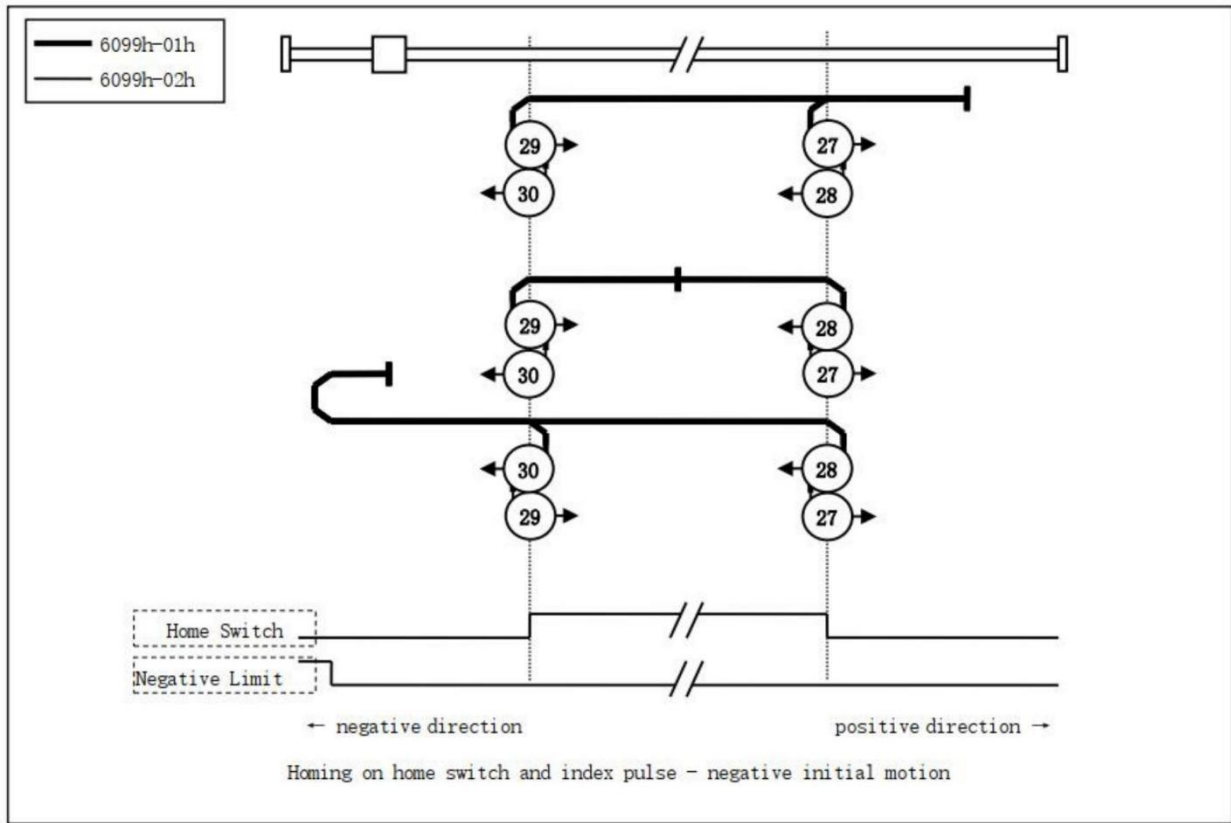 6099h-01h
6099h-02h
29 27
30 28
29 28
30 27
30 28
29 27
Home Switch
Negative Limit
← negative direction positive direction →
Homing on home switch and index pulse - negative initial motion